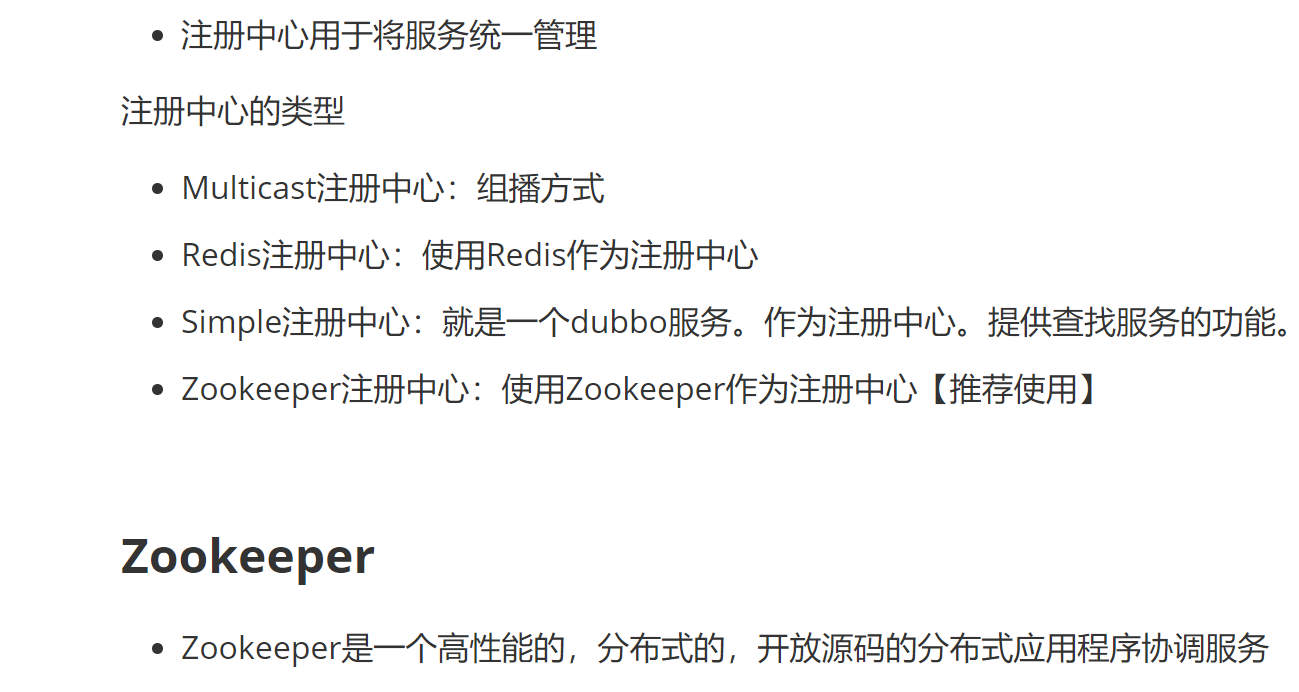 注册中心用于将服务统一管理
注册中心的类型
Multicast注册中心：组播方式
Redis注册中心：使用Redis作为注册中心
Simple注册中心：就是一个dubbo服务。作为注册中心。提供查找服务的功能。
Zookeeper注册中心：使用Zookeeper作为注册中心【推荐使用】
Zookeeper
Zookeeper是一个高性能的，分布式的，开放源码的分布式应用程序协调服务